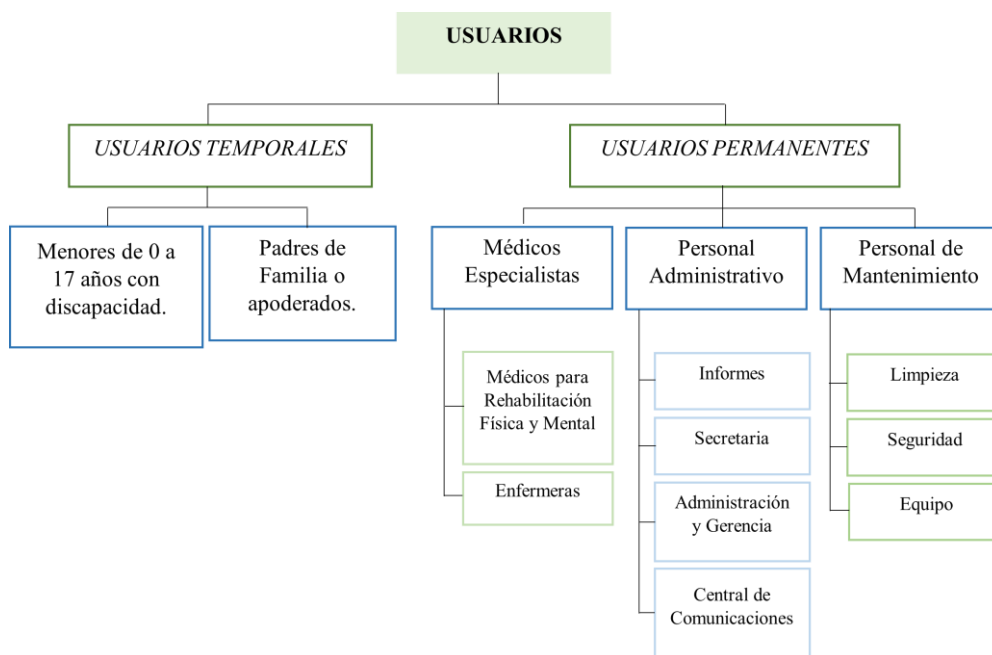 USUARIOS
USUARIOS TEMPORALES
USUARIOS PERMANENTES
Menores de 0 a
17 años con
discapacidad.
Padres de
Familia o
apoderados.
Médicos
Especialistas
Personal
Administrativo
Personal de
Mantenimiento
Médicos para
Rehabilitación
Física y Mental
Enfermeras
Informes
Secretaria
Administración
y Gerencia
Central de
Comunicaciones
Limpieza
Seguridad
Equipo